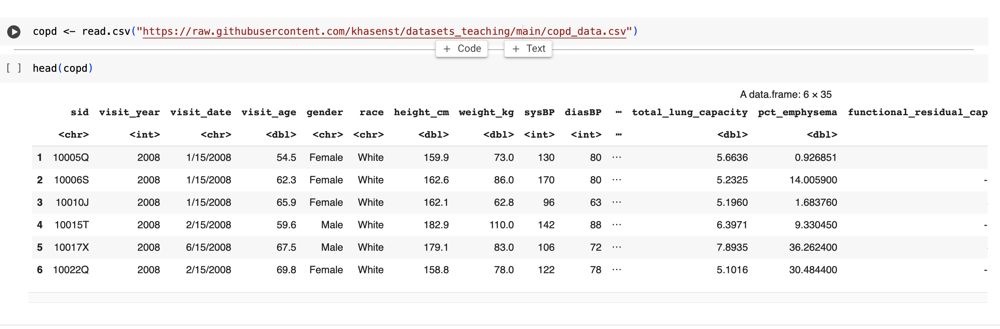 copd <- read.csv("https://raw.githubusercontent.com/khasenst/datasets_teaching/main/copd_data.csv")
+ Code + Text
[ ] head(copd)
A data.frame: 6 × 35
sid visit_year visit_date visit_age gender race height_cm weight_kg sysBP diasBP ⋯ total_lung_capacity pct_emphysema functional_residual_cap
<chr> <int> <chr> <dbl> <chr> <chr> <dbl> <dbl> <int> <int> ⋯ <dbl> <dbl>
1 10005Q 2008 1/15/2008 54.5 Female White 159.9 73.0 130 80 ⋯ 5.6636 0.926851
2 10006S 2008 1/15/2008 62.3 Female White 162.6 86.0 170 80 ⋯ 5.2325 14.005900 -
3 10010J 2008 1/15/2008 65.9 Female White 162.1 62.8 96 63 ⋯ 5.1960 1.683760
4 10015T 2008 2/15/2008 59.6 Male White 182.9 110.0 142 88 ⋯ 6.3971 9.330450 -
5 10017X 2008 6/15/2008 67.5 Male White 179.1 83.0 106 72 ⋯ 7.8935 36.262400
6 10022Q 2008 2/15/2008 69.8 Female White 158.8 78.0 122 78 ⋯ 5.1016 30.484400 -